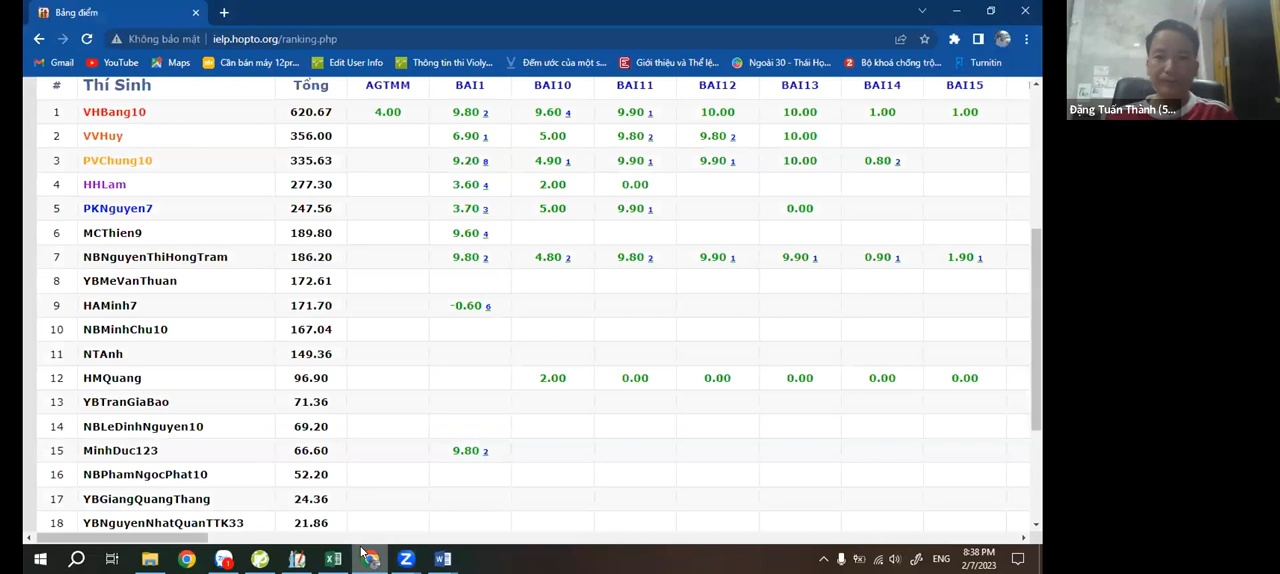 Bảng điểm
Không bảo mật ielp.hopto.org/ranking.php
Gmail YouTube Maps Cần bán máy 12pr... Edit User Info Thông tin thi Violy... Đếm ước của một s... Giới thiệu và Thể lệ... Ngoài 30 - Thái Học... Bộ khoá chống trộ... Turnitin
# Thí Sinh Tổng AGTMM BAI1 BAI10 BAI11 BAI12 BAI13 BAI14 BAI15
1 VHBang10 620.67 4.00 9.80 2 9.60 4 9.90 1 10.00 10.00 1.00 1.00
2 VVHuy 356.00 6.90 1 5.00 9.80 2 9.80 2 10.00
3 PVChung10 335.63 9.20 8 4.90 1 9.90 1 9.90 1 10.00 0.80 2
4 HHLam 277.30 3.60 4 2.00 0.00
5 PKNguyen7 247.56 3.70 3 5.00 9.90 1 0.00
6 MCThien9 189.80 9.60 4
7 NBNguyenThiHongTram 186.20 9.80 2 4.80 2 9.80 2 9.90 1 9.90 1 0.90 1 1.90 1
8 YBMeVanThuan 172.61
9 HAMinh7 171.70 -0.60 6
10 NBMinhChu10 167.04
11 NTAnh 149.36
12 HMQuang 96.90 2.00 0.00 0.00 0.00 0.00 0.00
13 YBTranGiaBao 71.36
14 NBLeDinhNguyen10 69.20
15 MinhDuc123 66.60 9.80 2
16 NBPhamNgocPhat10 52.20
17 YBGiangQuangThang 24.36
18 YBNguyenNhatQuanTTK33 21.86
ENG
8:38 PM
2/7/2023
Đặng Tuấn Thành (5...